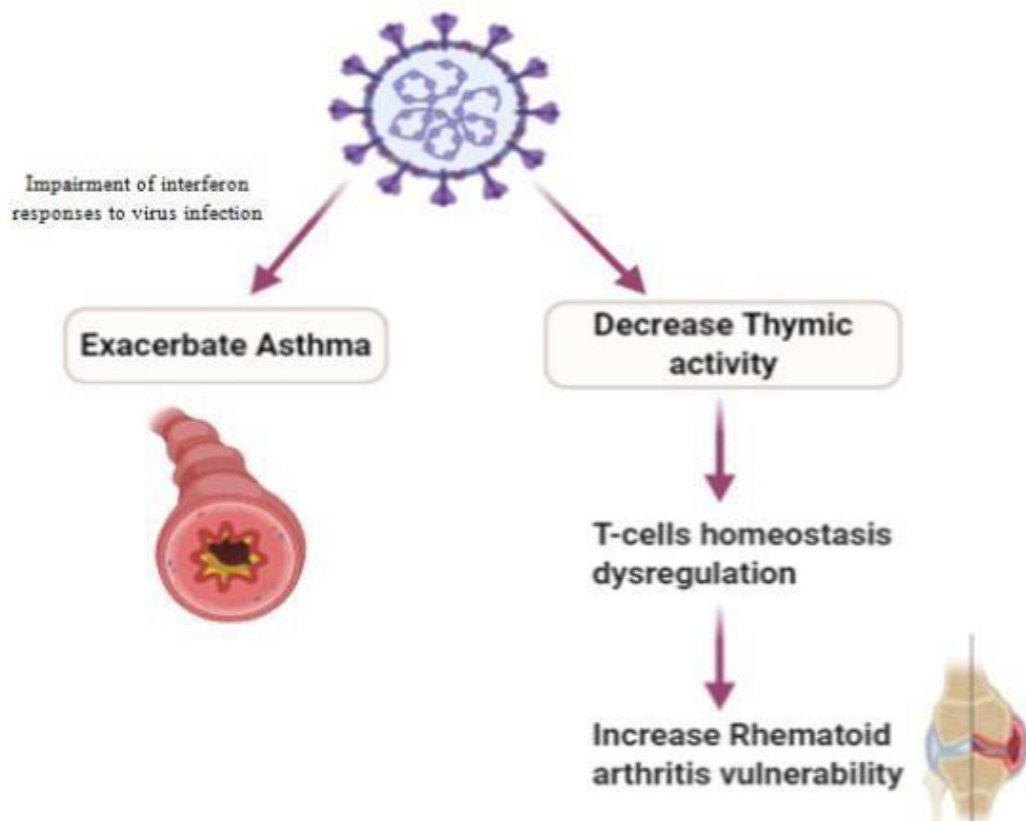 Impairment of interferon
responses to virus infection
Exacerbate Asthma
Decrease Thymic
activity
T-cells homeostasis
dysregulation
Increase Rhematoid
arthritis vulnerability